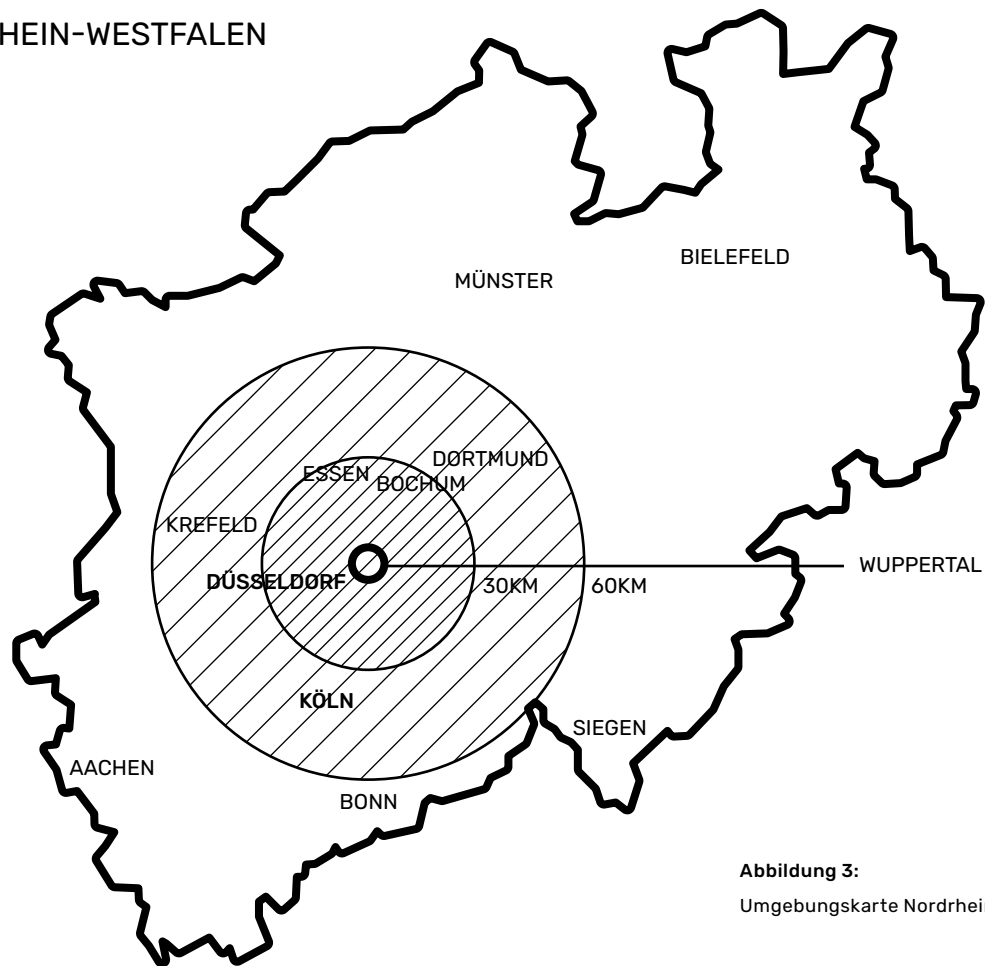 HEIN-WESTFALEN
BIELEFELD
MÜNSTER
DORTMUND
ESSEN
BOCHUM
KREFELD
WUPPERTAL
DÜSSELDORF
30KM
60KM
KÖLN
SIEGEN
AACHEN
BONN
Abbildung 3:
Umgebungskarte Nordrhein